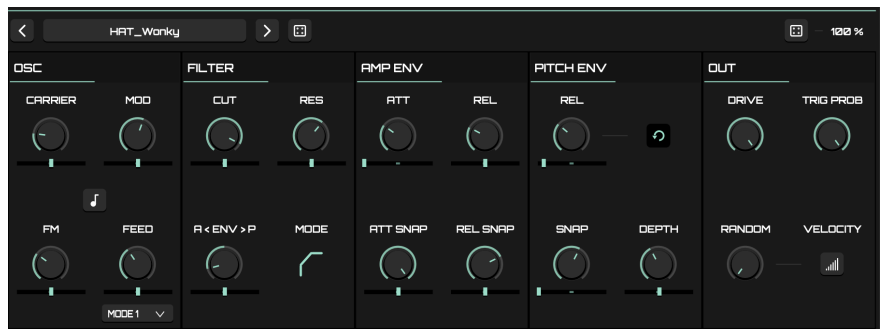 HAT_Wonky
100 %
OSC
FILTER
AMP ENV
PITCH ENV
OUT
CARRIER
MOD
CUT
RES
ATT
REL
REL
DRIVE
TRIG PROB
FM
FEED
A < ENV > P
MODE
ATT SNAP
REL SNAP
SNAP
DEPTH
RANDOM
VELOCITY
MODE 1